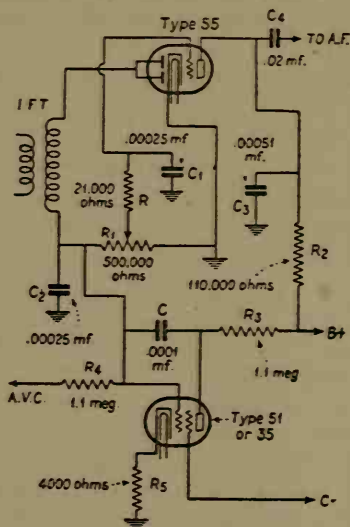 Type 55
C4
TO A.F.
.02 mf.
I FT
.00025 mf
.00051
mf.
C1
C3
21,000
ohms
R
R1
500,000
ohms
R2
110,000 ohms
C2
.00025 mf.
C
.0001
mf.
R3
B+
1.1 meg
R4
A.V.C.
1.1 meg
Type 51
or 35
4000 ohms
R5
C-